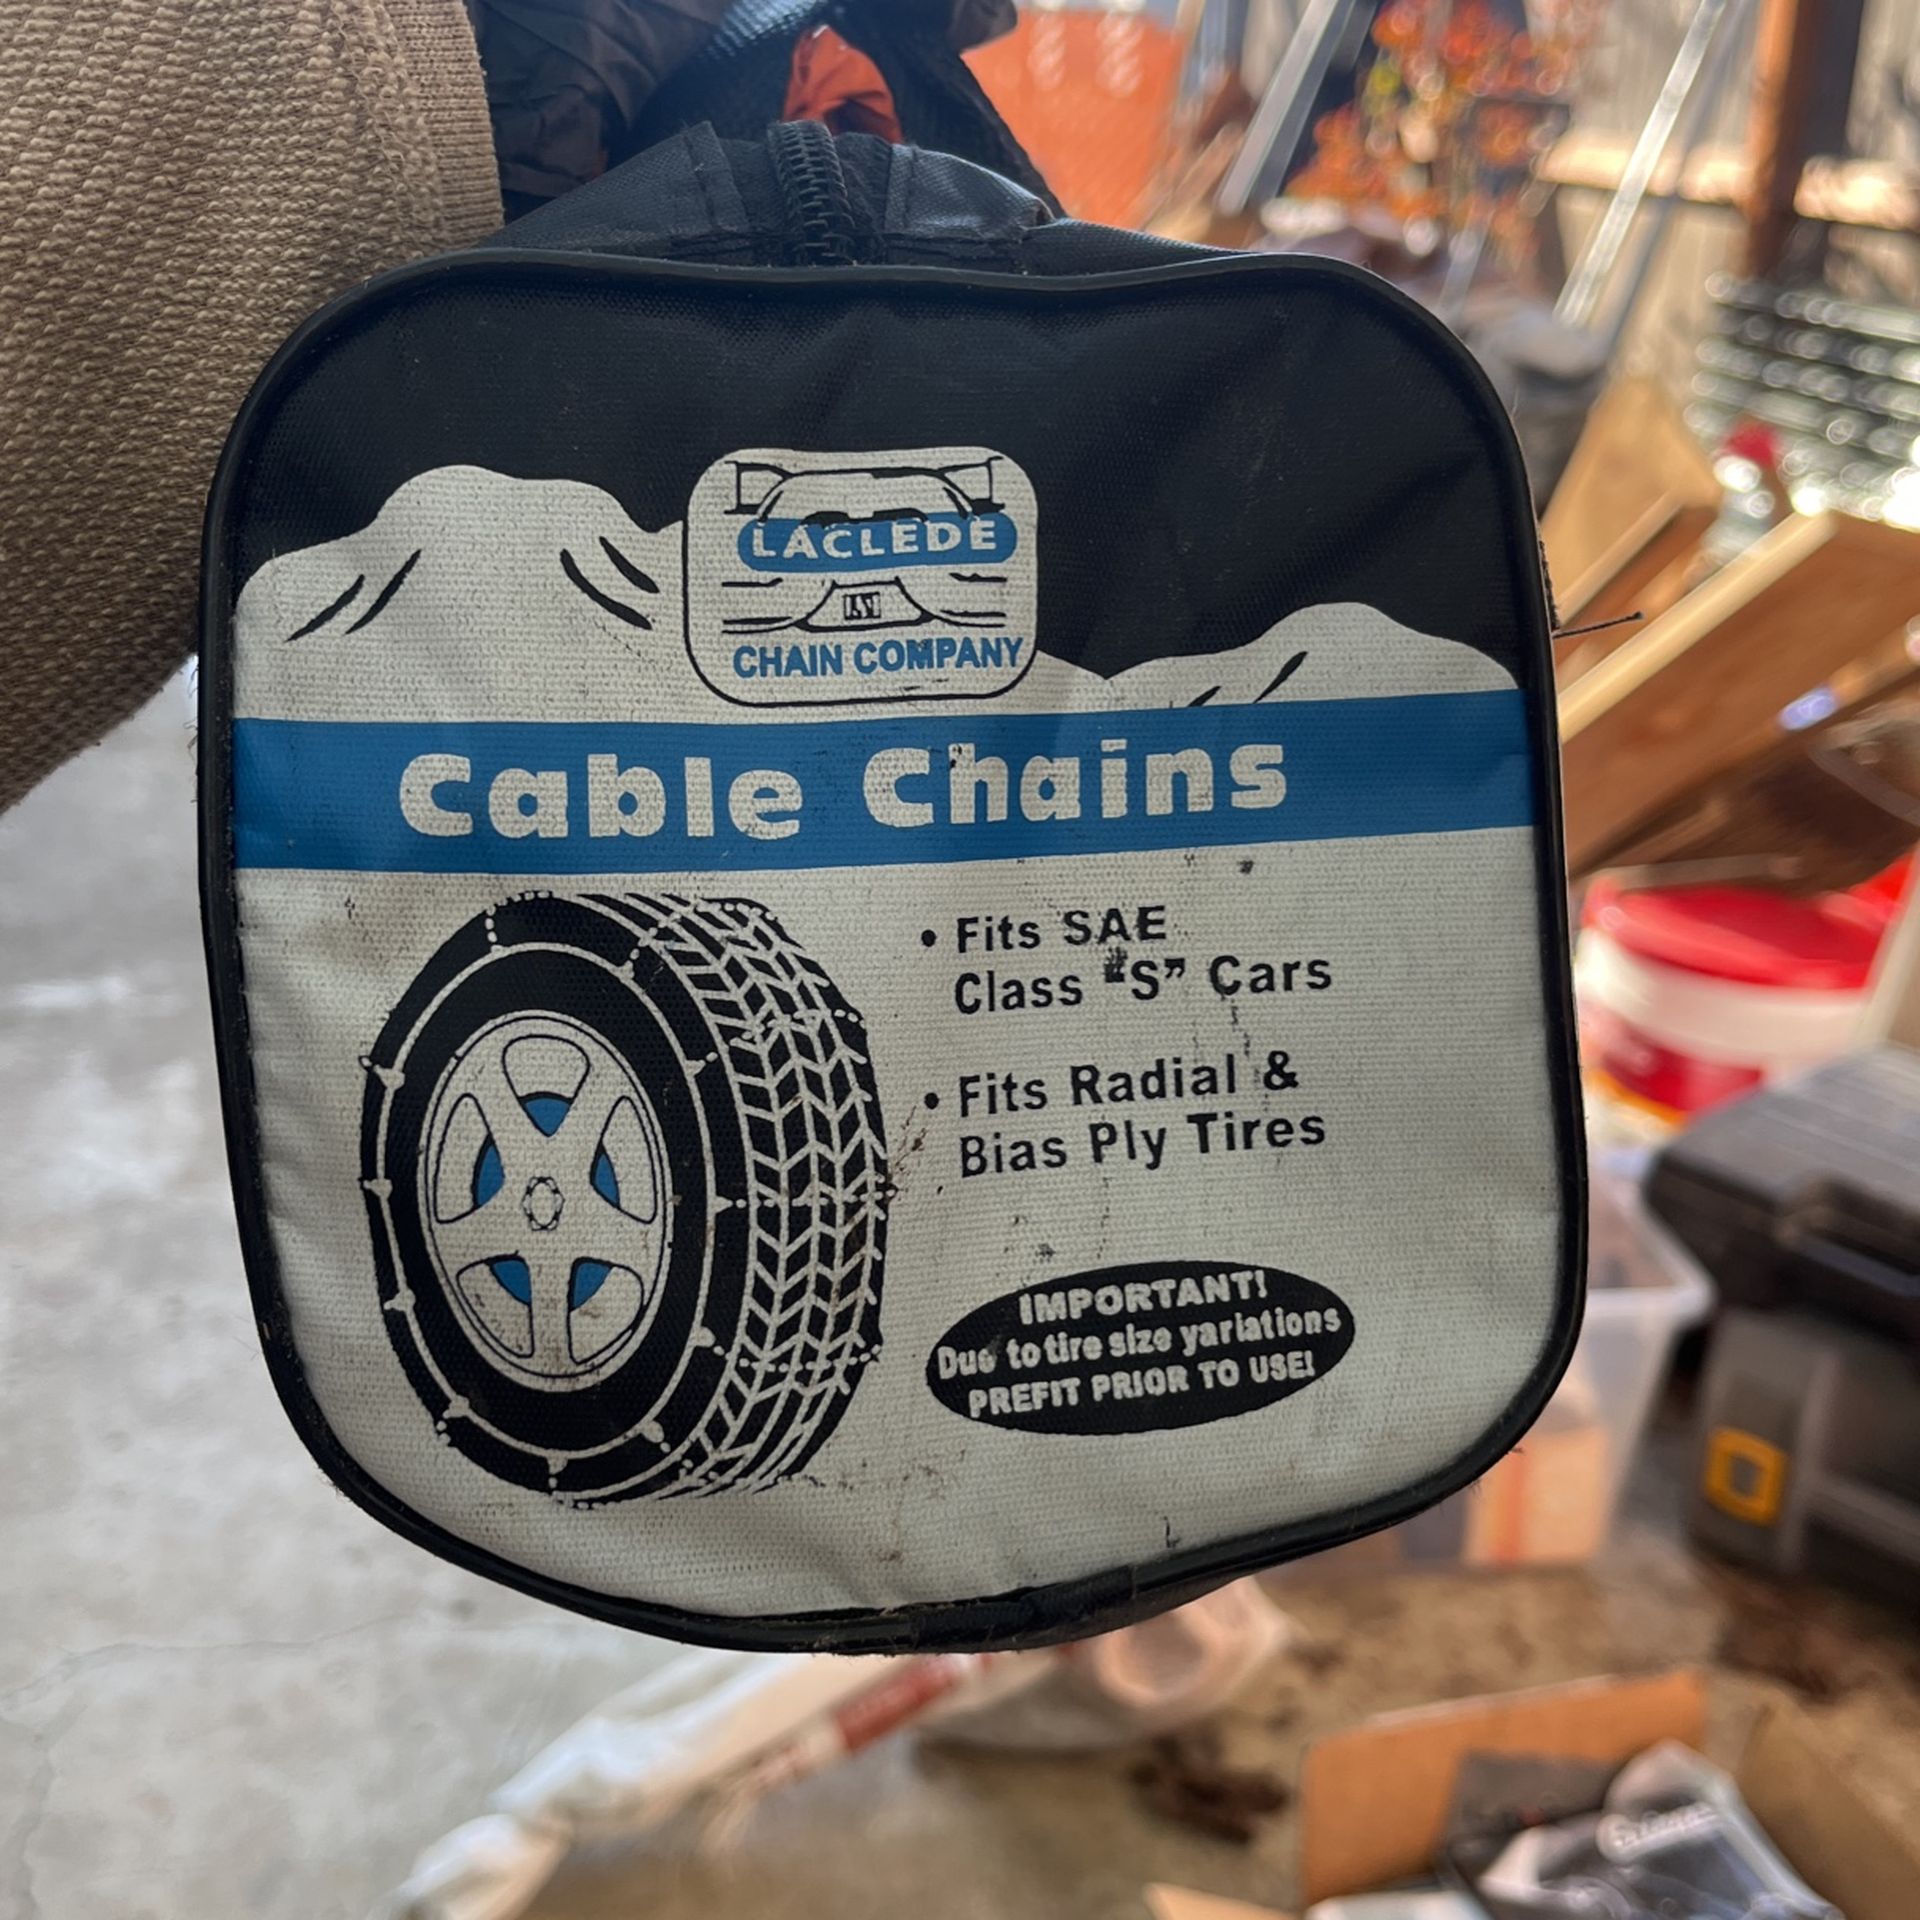 LACLEDE
CHAIN COMPANY
Cable Chains
• Fits SAE
Class "S" Cars
• Fits Radial &
Bias Ply Tires
IMPORTANT!
Due to tire size variations
PREFIT PRIOR TO USE!